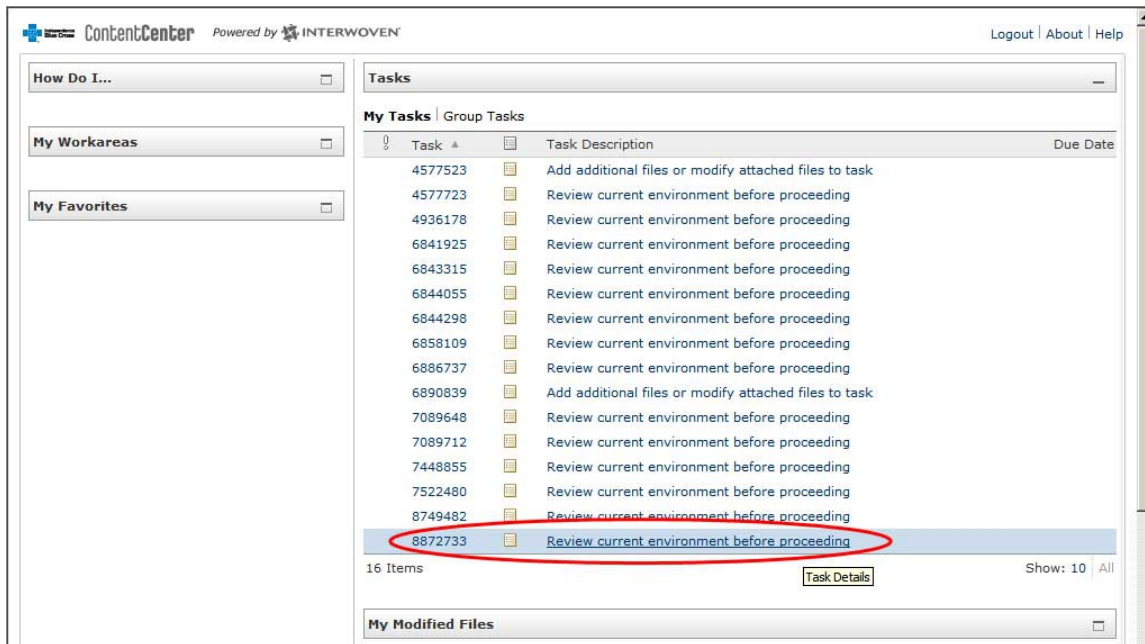 Independence Blue Cross ContentCenter Powered by INTERWOVEN
Logout | About | Help
How Do I...
My Workareas
My Favorites
Tasks
My Tasks | Group Tasks
Task Task Description Due Date
4577523 Add additional files or modify attached files to task
4577723 Review current environment before proceeding
4936178 Review current environment before proceeding
6841925 Review current environment before proceeding
6843315 Review current environment before proceeding
6844055 Review current environment before proceeding
6844298 Review current environment before proceeding
6858109 Review current environment before proceeding
6886737 Review current environment before proceeding
6890839 Add additional files or modify attached files to task
7089648 Review current environment before proceeding
7089712 Review current environment before proceeding
7448855 Review current environment before proceeding
7522480 Review current environment before proceeding
8749482 Review current environment before proceeding
8872733 Review current environment before proceeding
16 Items Show: 10 | All
Task Details
My Modified Files